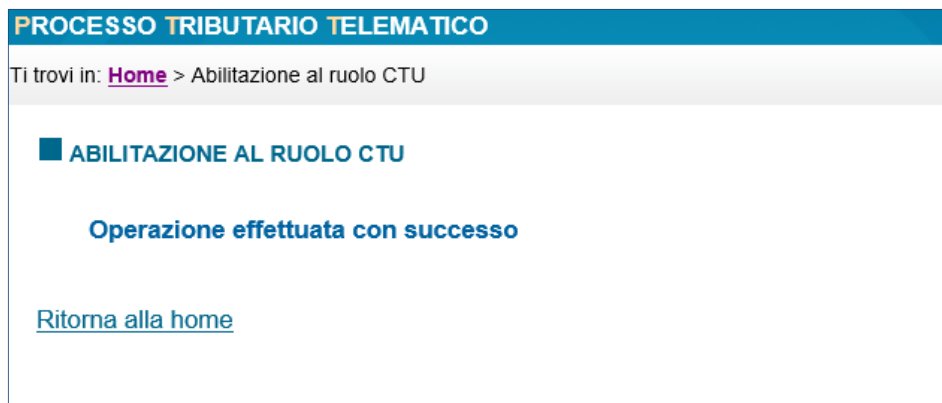 PROCESSO TRIBUTARIO TELEMATICO
Ti trovi in: Home > Abilitazione al ruolo CTU
ABILITAZIONE AL RUOLO CTU
Operazione effettuata con successo
Ritorna alla home